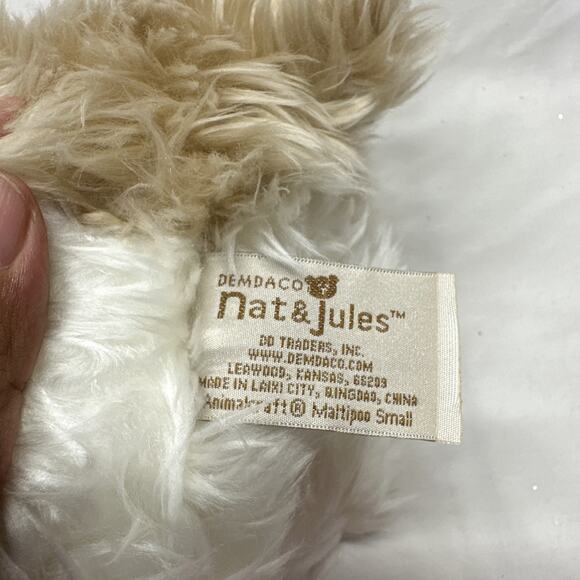 DEMDACO
nat&jules™
DD TRADERS, INC.
WWW.DEMDACO.COM
LEAWOOD, KANSAS, 66209
MADE IN LAIXI CITY, QINGDAO, CHINA
Animalcraft® Maltipoo Small